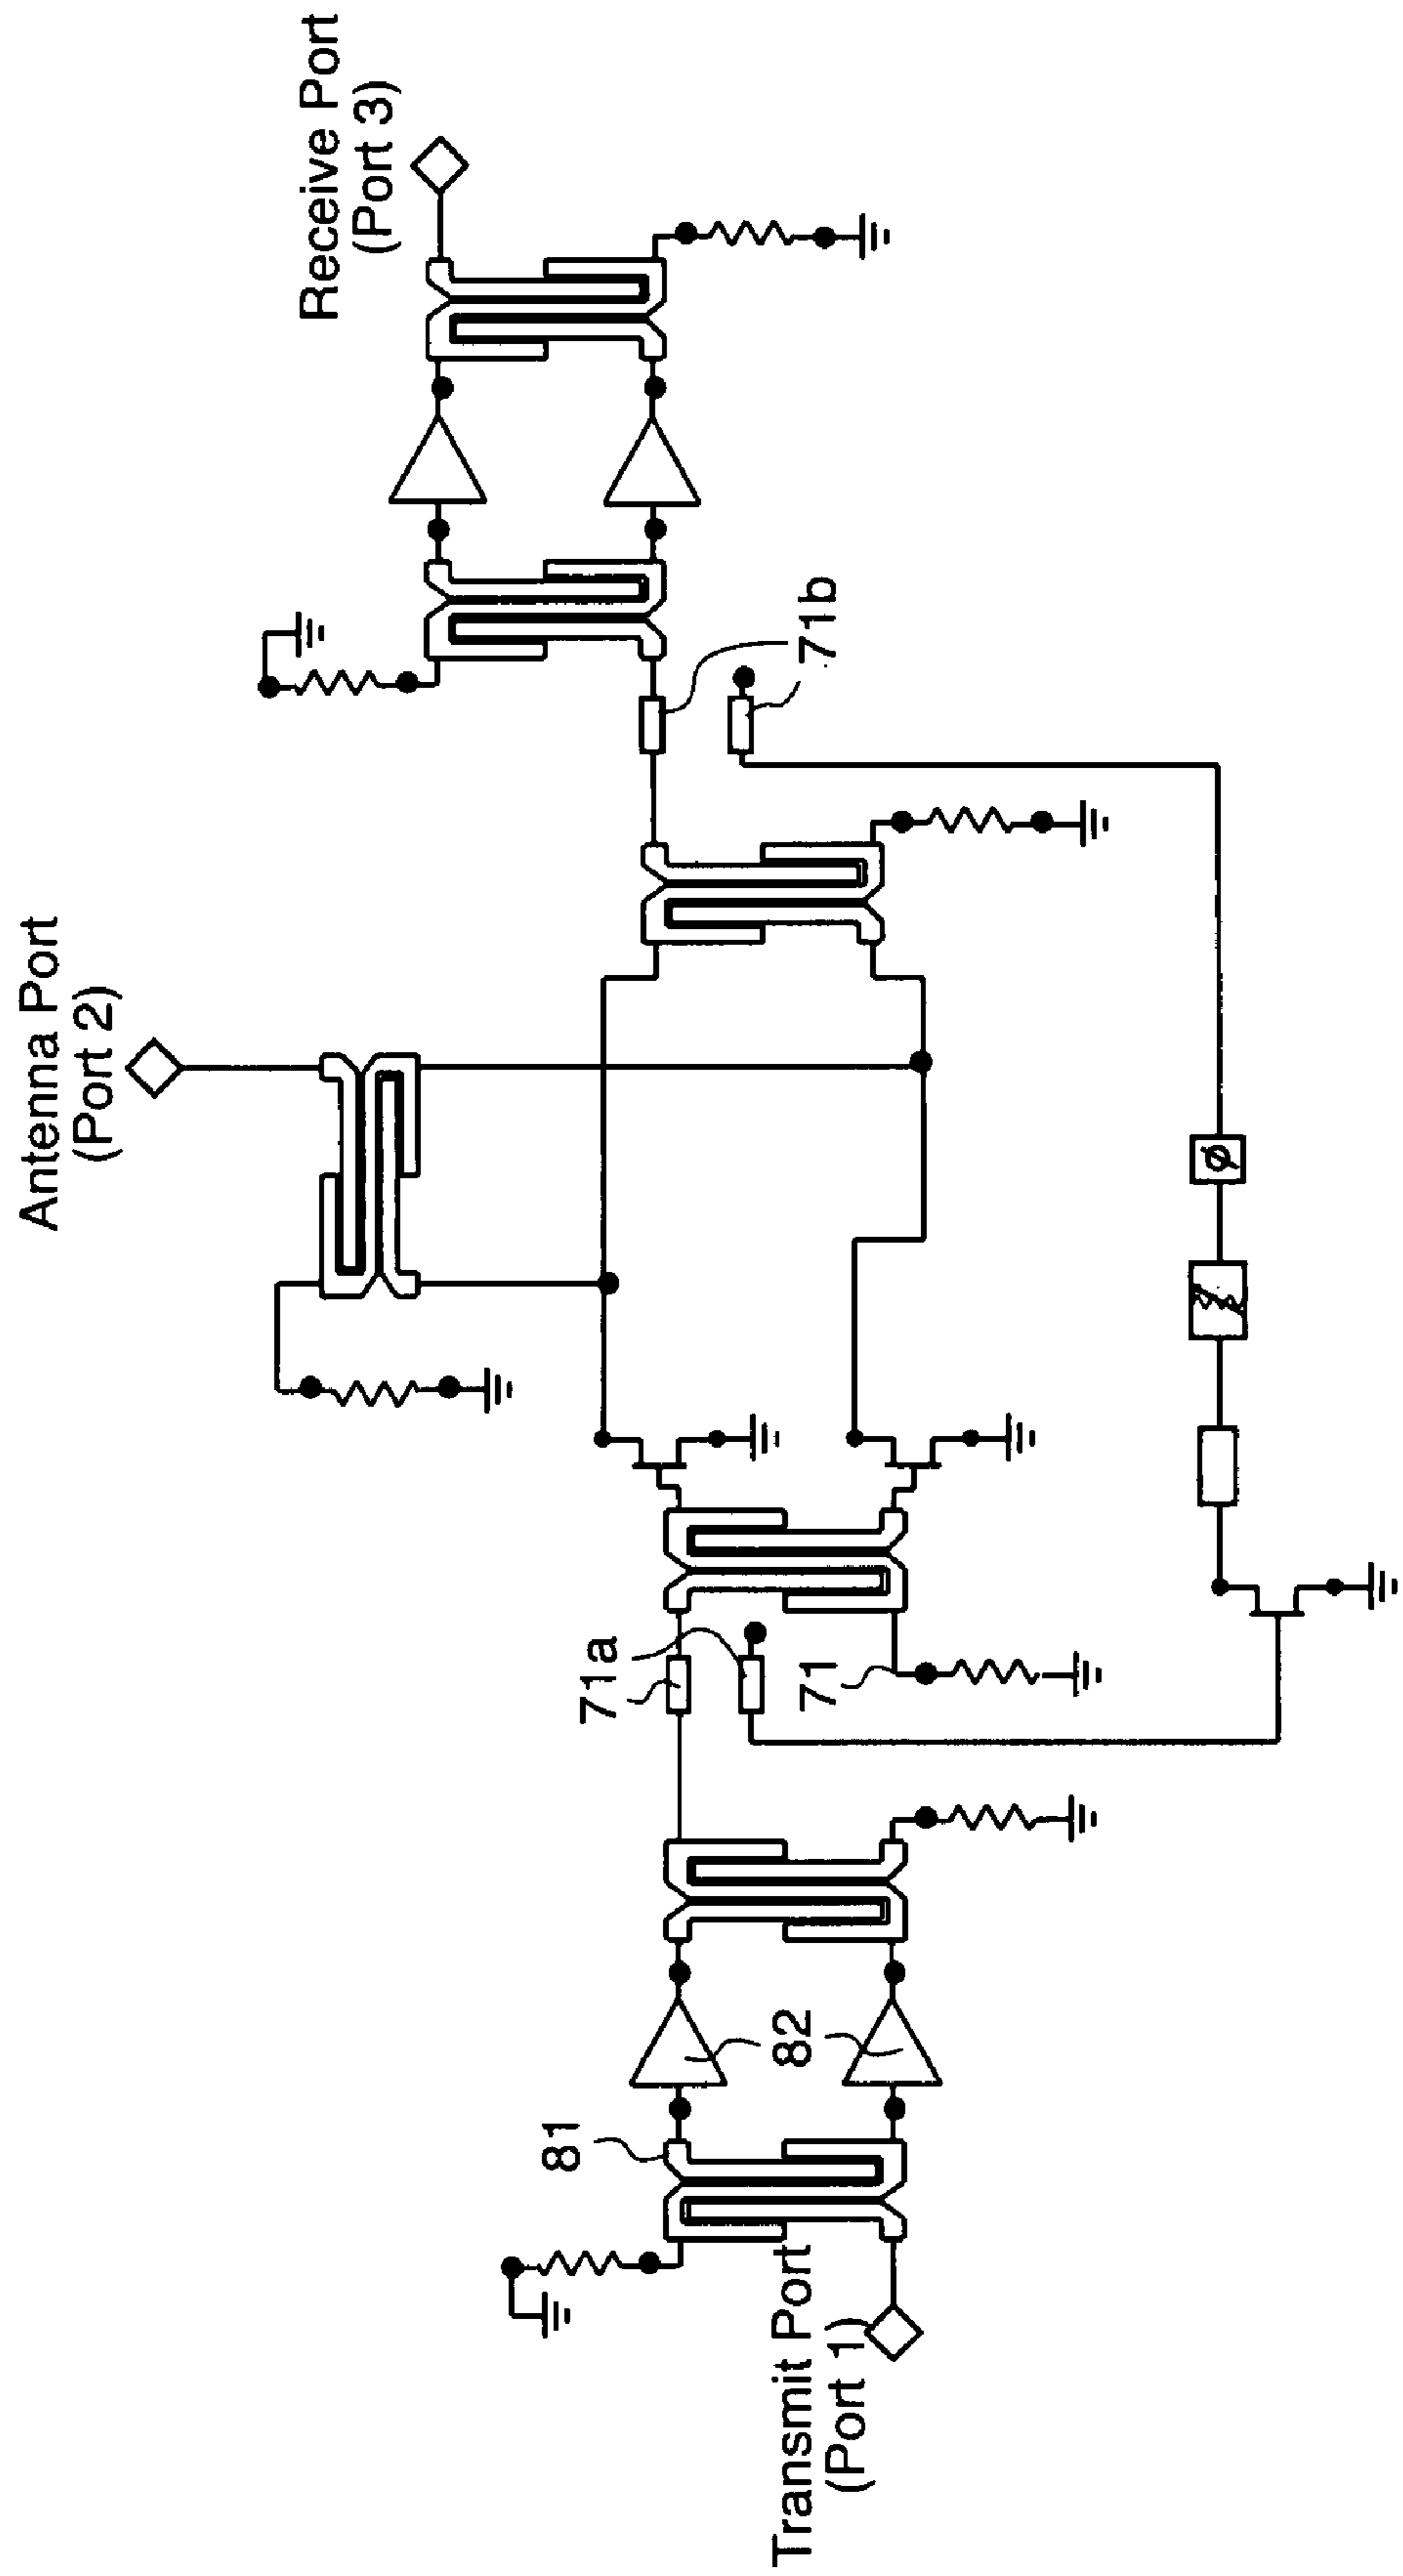 Receive Port
(Port 3)
Antenna Port
(Port 2)
71b
ø
71a
71
82
81
Transmit Port
(Port 1)